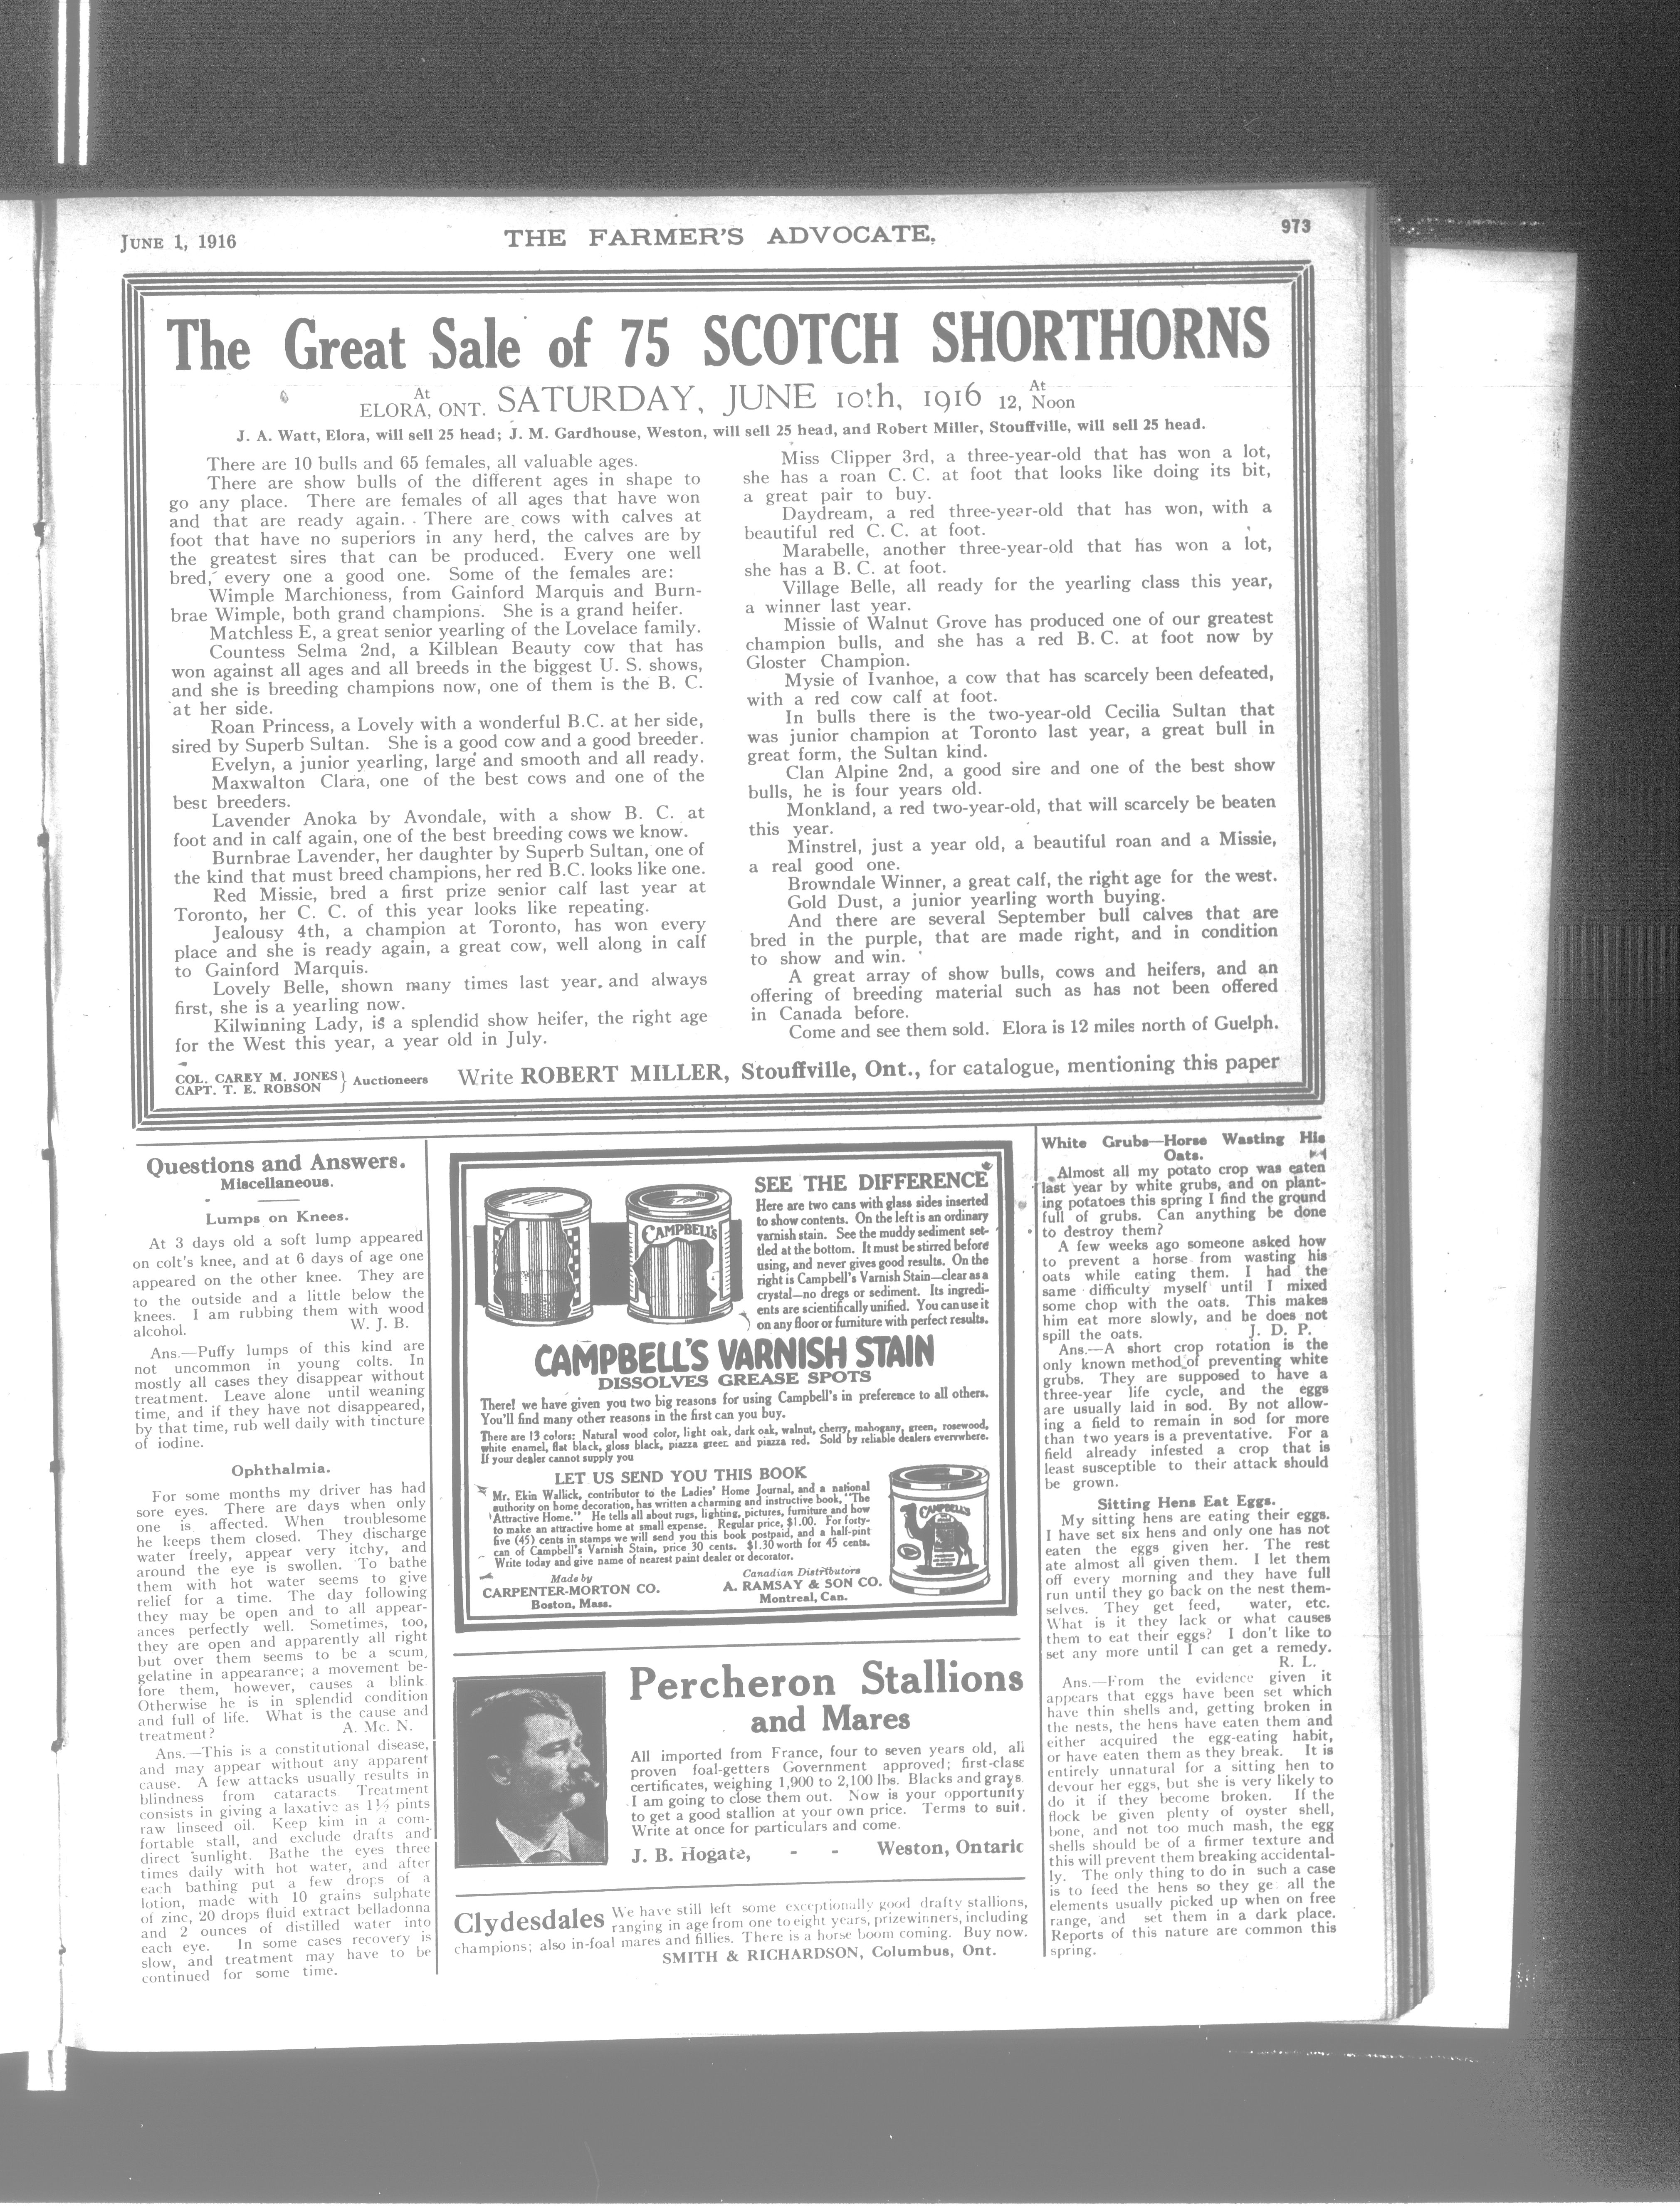 JUNE 1, 1916
THE FARMER'S ADVOCATE.
973
The Great Sale of 75 SCOTCH SHORTHORNS
At
ELORA, ONT. SATURDAY, JUNE 10th, 1916 12, At Noon
J. A. Watt, Elora, will sell 25 head; J. M. Gardhouse, Weston, will sell 25 head, and Robert Miller, Stouffville, will sell 25 head.
There are 10 bulls and 65 females, all valuable ages.
There are show bulls of the different ages in shape to
go any place. There are females of all ages that have won
and that are ready again. There are cows with calves at
foot that have no superiors in any herd, the calves are by
the greatest sires that can be produced. Every one well
bred, every one a good one. Some of the females are:
Wimple Marchioness, from Gainford Marquis and Burn-
brae Wimple, both grand champions. She is a grand heifer.
Matchless E, a great senior yearling of the Lovelace family.
Countess Selma 2nd, a Kilblean Beauty cow that has
won against all ages and all breeds in the biggest U. S. shows,
and she is breeding champions now, one of them is the B. C.
at her side.
Roan Princess, a Lovely with a wonderful B.C. at her side,
sired by Superb Sultan. She is a good cow and a good breeder.
Evelyn, a junior yearling, large and smooth and all ready.
Maxwalton Clara, one of the best cows and one of the
best breeders.
Lavender Anoka by Avondale, with a show B. C. at
foot and in calf again, one of the best breeding cows we know.
Burnbrae Lavender, her daughter by Superb Sultan, one of
the kind that must breed champions, her red B.C. looks like one.
Red Missie, bred a first prize senior calf last year at
Toronto, her C. C. of this year looks like repeating.
Jealousy 4th, a champion at Toronto, has won every
place and she is ready again, a great cow, well along in calf
to Gainford Marquis.
Lovely Belle, shown many times last year, and always
first, she is a yearling now.
Kilwinning Lady, is a splendid show heifer, the right age
for the West this year, a year old in July.
Miss Clipper 3rd, a three-year-old that has won a lot,
she has a roan C. C. at foot that looks like doing its bit,
a great pair to buy.
Daydream, a red three-year-old that has won, with a
beautiful red C. C. at foot.
Marabelle, another three-year-old that has won a lot,
she has a B. C. at foot.
Village Belle, all ready for the yearling class this year,
a winner last year.
Missie of Walnut Grove has produced one of our greatest
champion bulls, and she has a red B. C. at foot now by
Gloster Champion.
Mysie of Ivanhoe, a cow that has scarcely been defeated,
with a red cow calf at foot.
In bulls there is the two-year-old Cecilia Sultan that
was junior champion at Toronto last year, a great bull in
great form, the Sultan kind.
Clan Alpine 2nd, a good sire and one of the best show
bulls, he is four years old.
Monkland, a red two-year-old, that will scarcely be beaten
this year.
Minstrel, just a year old, a beautiful roan and a Missie,
a real good one.
Browndale Winner, a great calf, the right age for the west.
Gold Dust, a junior yearling worth buying.
And there are several September bull calves that are
bred in the purple, that are made right, and in condition
to show and win.
A great array of show bulls, cows and heifers, and an
offering of breeding material such as has not been offered
in Canada before.
Come and see them sold. Elora is 12 miles north of Guelph.
COL. CAREY M. JONES
CAPT. T. E. ROBSON } Auctioneers
Write ROBERT MILLER, Stouffville, Ont., for catalogue, mentioning this paper
Questions and Answers.
Miscellaneous.
Lumps on Knees.
At 3 days old a soft lump appeared
on colt's knee, and at 6 days of age one
appeared on the other knee. They are
to the outside and a little below the
knees. I am rubbing them with wood
alcohol. W. J. B.
Ans.—Puffy lumps of this kind are
not uncommon in young colts. In
mostly all cases they disappear without
treatment. Leave alone until weaning
time, and if they have not disappeared,
by that time, rub well daily with tincture
of iodine.
Ophthalmia.
For some months my driver has had
sore eyes. There are days when only
one is affected. When troublesome
he keeps them closed. They discharge
water freely, appear very itchy, and
around the eye is swollen. To bathe
them with hot water seems to give
relief for a time. The day following
they may be open and to all appear-
ances perfectly well. Sometimes, too,
they are open and apparently all right
but over them seems to be a scum,
gelatine in appearance; a movement be-
fore them, however, causes a blink.
Otherwise he is in splendid condition
and full of life. What is the cause and
treatment? A. Mc. N.
Ans.—This is a constitutional disease,
and may appear without any apparent
cause. A few attacks usually results in
blindness from cataracts. Treatment
consists in giving a laxative as 1½ pints
raw linseed oil. Keep kim in a com-
fortable stall, and exclude drafts and
direct sunlight. Bathe the eyes three
times daily with hot water, and after
each bathing put a few drops of a
lotion, made with 10 grains sulphate
of zinc, 20 drops fluid extract belladonna
and 2 ounces of distilled water into
each eye. In some cases recovery is
slow, and treatment may have to be
continued for some time.
CAMPBELL'S
SEE THE DIFFERENCE
Here are two cans with glass sides inserted
to show contents. On the left is an ordinary
varnish stain. See the muddy sediment set-
tled at the bottom. It must be stirred before
using, and never gives good results. On the
right is Campbell's Varnish Stain—clear as a
crystal—no dregs or sediment. Its ingredi-
ents are scientifically unified. You can use it
on any floor or furniture with perfect results.
CAMPBELL'S VARNISH STAIN
DISSOLVES GREASE SPOTS
There! we have given you two big reasons for using Campbell's in preference to all others.
You'll find many other reasons in the first can you buy.
There are 13 colors: Natural wood color, light oak, dark oak, walnut, cherry, mahogany, green, rosewood,
white enamel, flat black, gloss black, piazza green and piazza red. Sold by reliable dealers everywhere.
If your dealer cannot supply you
LET US SEND YOU THIS BOOK
Mr. Ekin Wallick, contributor to the Ladies' Home Journal, and a national
authority on home decoration, has written a charming and instructive book, "The
Attractive Home." He tells all about rugs, lighting, pictures, furniture and how
to make an attractive home at small expense. Regular price, $1.00. For forty-
five (45) cents in stamps we will send you this book postpaid, and a half-pint
can of Campbell's Varnish Stain, price 30 cents. $1.30 worth for 45 cents.
Write today and give name of nearest paint dealer or decorator.
Made by
CARPENTER-MORTON CO.
Boston, Mass.
Canadian Distributors
A. RAMSAY & SON CO.
Montreal, Can.
CAMPBELL'S
Percheron Stallions
and Mares
All imported from France, four to seven years old, all
proven foal-getters Government approved; first-class
certificates, weighing 1,900 to 2,100 lbs. Blacks and grays.
I am going to close them out. Now is your opportunity
to get a good stallion at your own price. Terms to suit.
Write at once for particulars and come.
J. B. Hogate, - - Weston, Ontario
Clydesdales We have still left some exceptionally good drafty stallions,
ranging in age from one to eight years, prizewinners, including
champions; also in-foal mares and fillies. There is a horse boom coming. Buy now.
SMITH & RICHARDSON, Columbus, Ont.
White Grubs—Horse Wasting His
Oats.
Almost all my potato crop was eaten
last year by white grubs, and on plant-
ing potatoes this spring I find the ground
full of grubs. Can anything be done
to destroy them?
A few weeks ago someone asked how
to prevent a horse from wasting his
oats while eating them. I had the
same difficulty myself until I mixed
some chop with the oats. This makes
him eat more slowly, and he does not
spill the oats. J. D. P.
Ans.—A short crop rotation is the
only known method of preventing white
grubs. They are supposed to have a
three-year life cycle, and the eggs
are usually laid in sod. By not allow-
ing a field to remain in sod for more
than two years is a preventative. For a
field already infested a crop that is
least susceptible to their attack should
be grown.
Sitting Hens Eat Eggs.
My sitting hens are eating their eggs.
I have set six hens and only one has not
eaten the eggs given her. The rest
ate almost all given them. I let them
off every morning and they have full
run until they go back on the nest them-
selves. They get feed, water, etc.
What is it they lack or what causes
them to eat their eggs? I don't like to
set any more until I can get a remedy.
R. L.
Ans.—From the evidence given it
appears that eggs have been set which
have thin shells and, getting broken in
the nests, the hens have eaten them and
either acquired the egg-eating habit,
or have eaten them as they break. It is
entirely unnatural for a sitting hen to
devour her eggs, but she is very likely to
do it if they become broken. If the
flock be given plenty of oyster shell,
bone, and not too much mash, the egg
shells should be of a firmer texture and
this will prevent them breaking accidental-
ly. The only thing to do in such a case
is to feed the hens so they ge all the
elements usually picked up when on free
range, and set them in a dark place.
Reports of this nature are common this
spring.